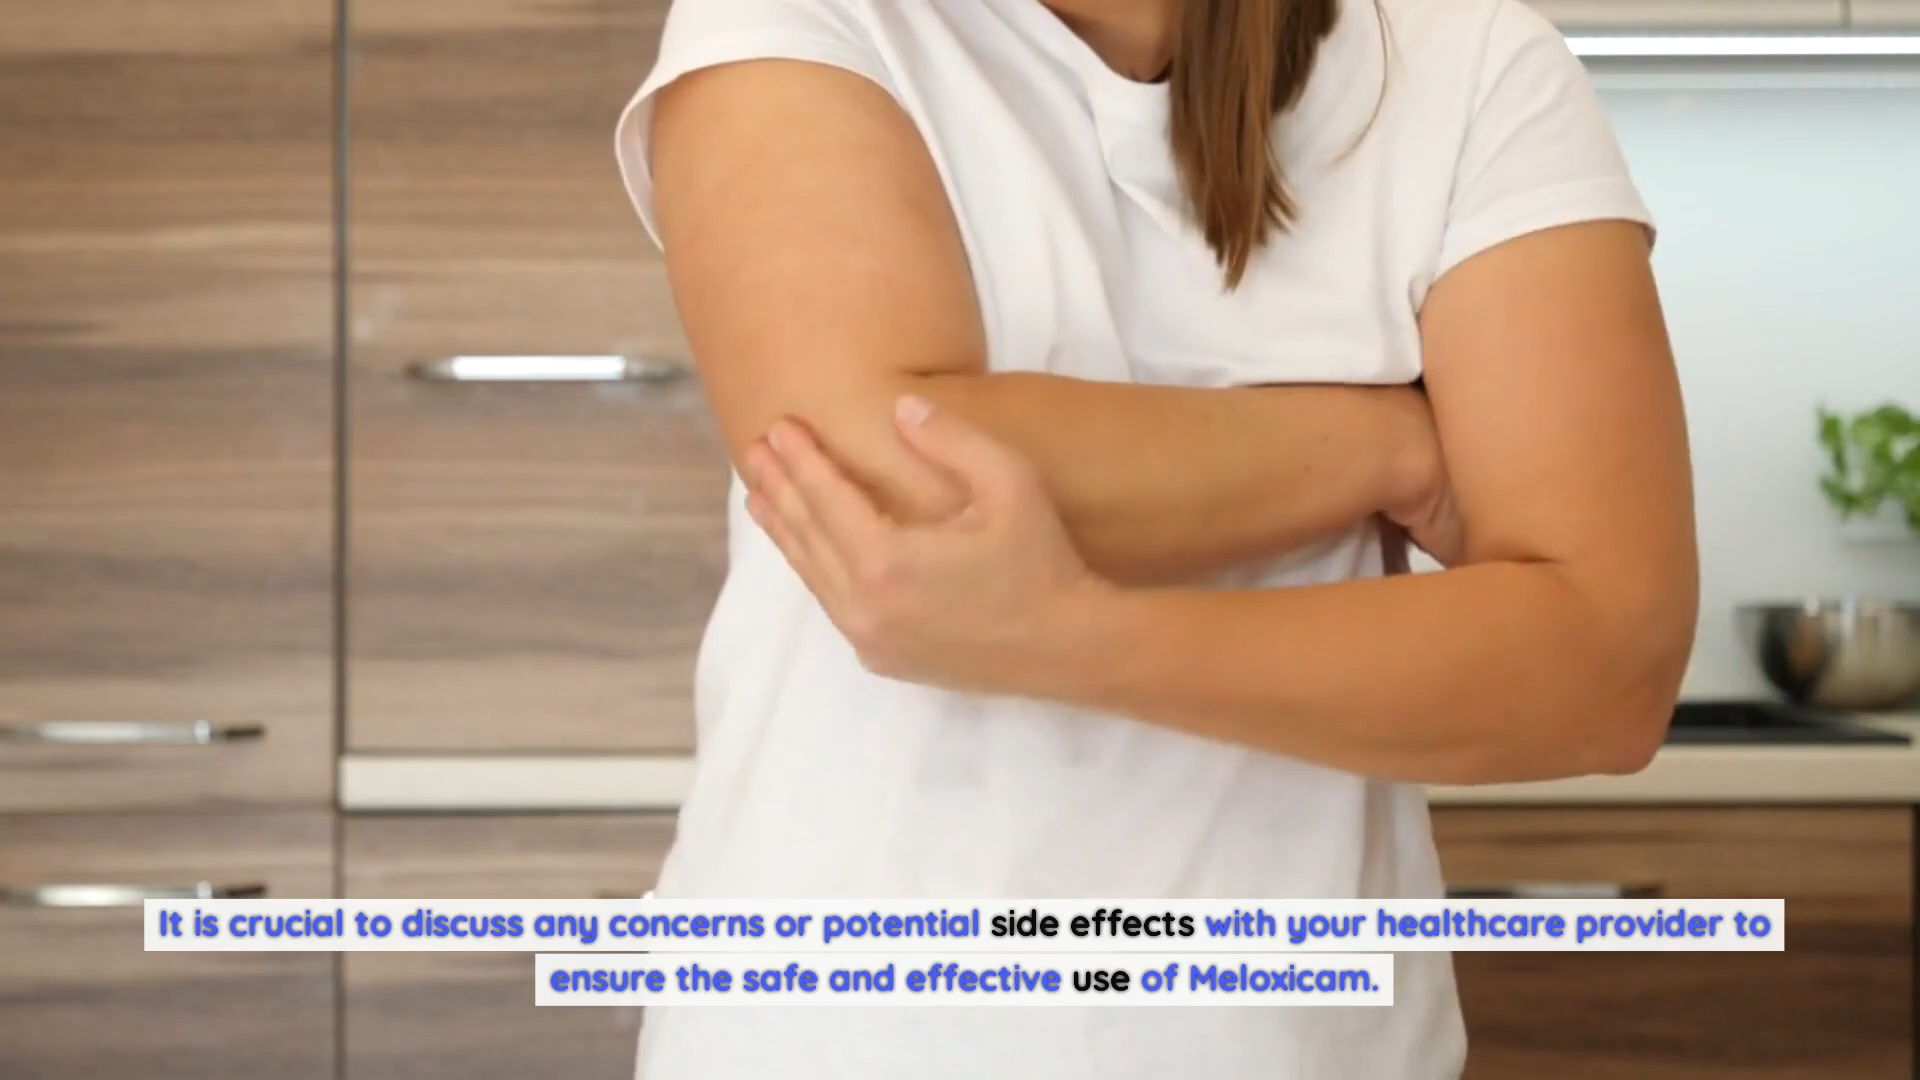 It is crucial to discuss any concerns or potential side effects with your healthcare provider to
ensure the safe and effective use of Meloxicam.